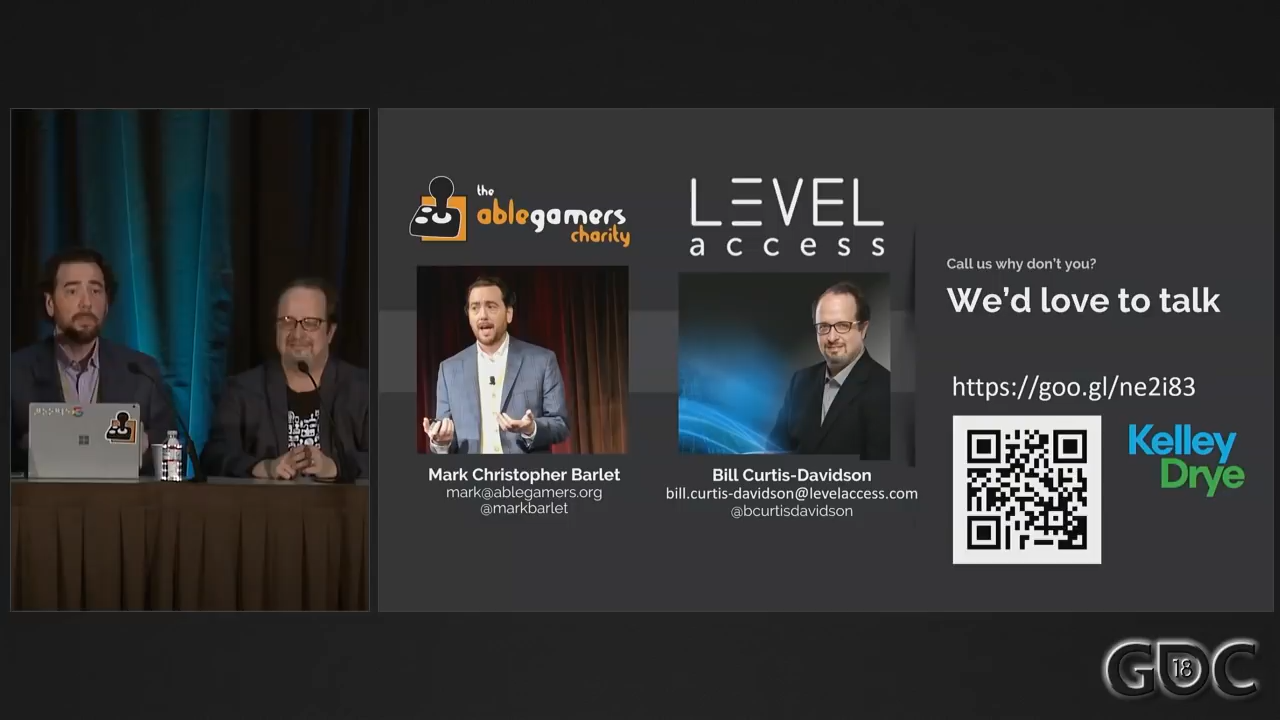 the
ablegamers
charity
LEVEL
access
Mark Christopher Barlet
mark@ablegamers.org
@markbarlet
Bill Curtis-Davidson
bill.curtis-davidson@levelaccess.com
@bcurtisdavidson
Call us why don't you?
We'd love to talk
https://goo.gl/ne2i83
Kelley
Drye
GDC
18